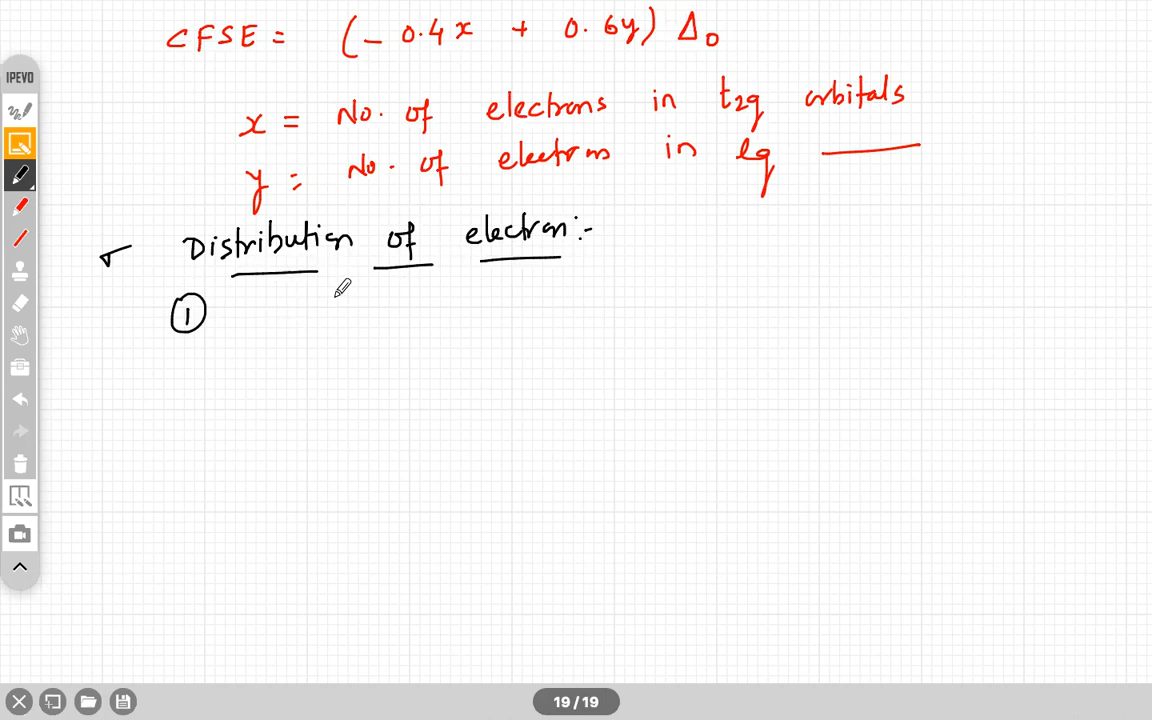 IPEVO
CFSE = (- 0.4x + 0.6y) Δ₀
x = No. of electrons in t₂g orbitals
y = No. of electrons in eg
Distribution of electron:-
①
19 / 19